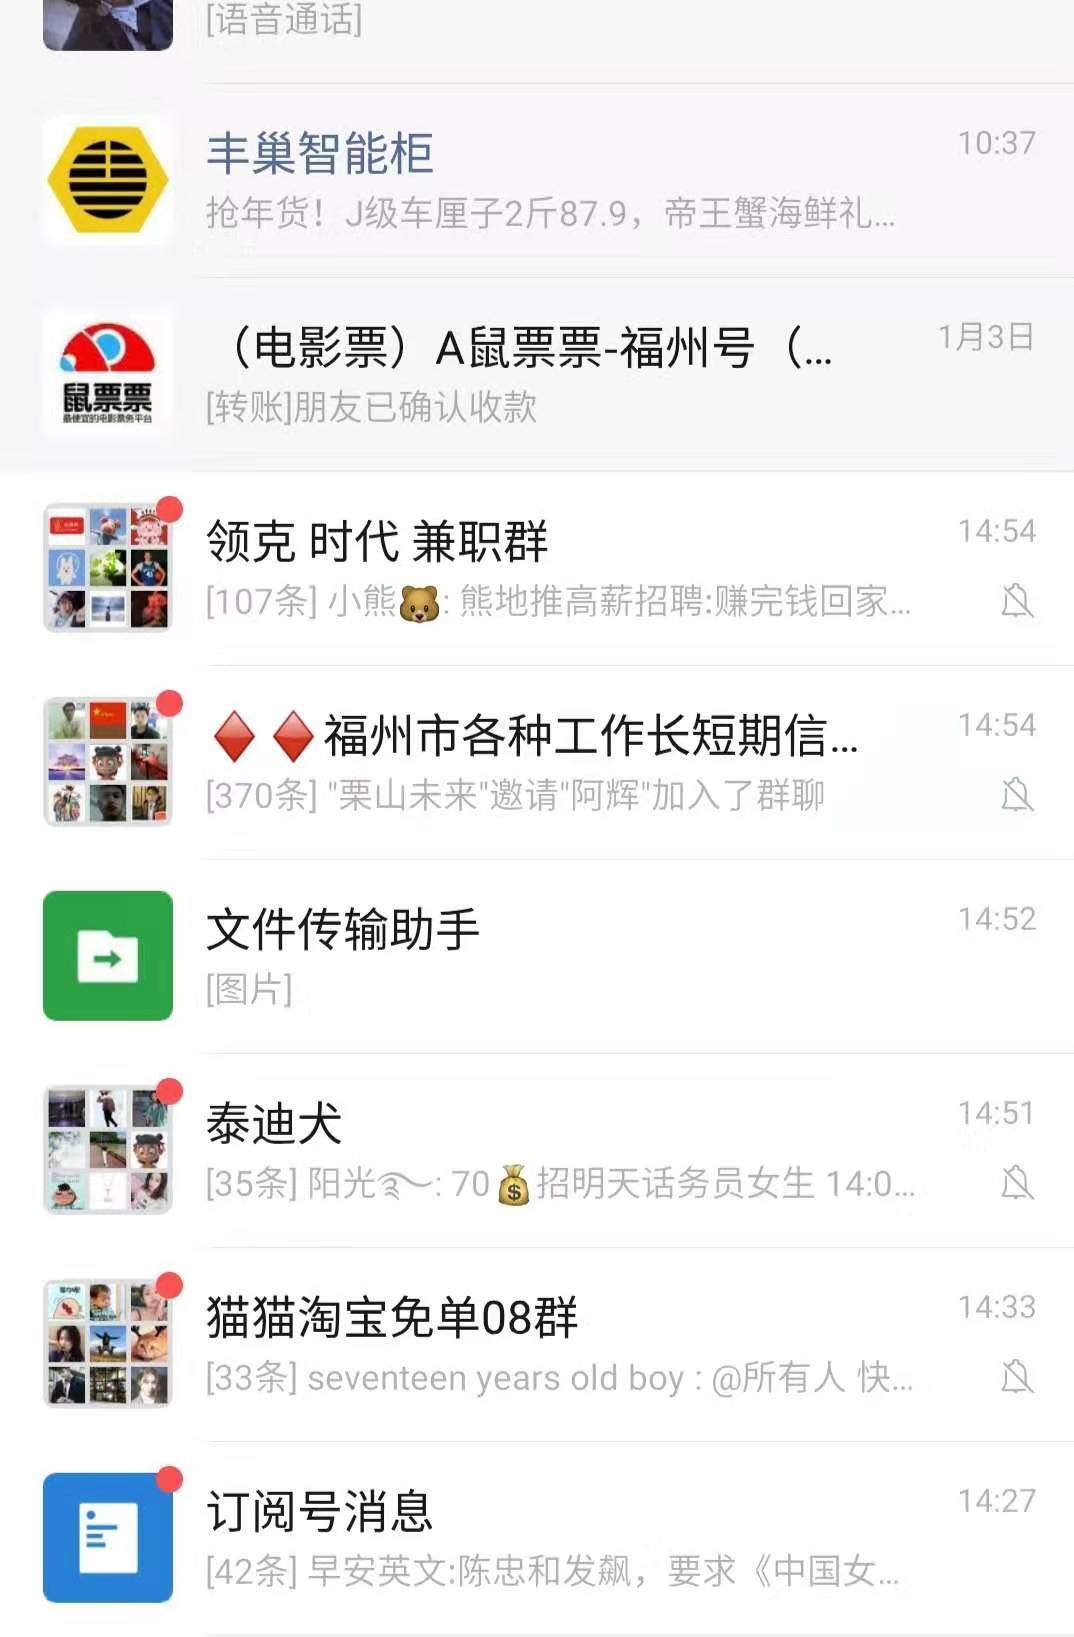 [语音通话]
丰巢智能柜
10:37
抢年货！J级车厘子2斤87.9，帝王蟹海鲜礼...
鼠票票
最便宜的电影票务平台
（电影票）A鼠票票-福州号（...
1月3日
[转账]朋友已确认收款
领克 时代 兼职群
14:54
[107条] 小熊🐻: 熊地推高薪招聘:赚完钱回家...
♦️♦️福州市各种工作长短期信...
14:54
[370条] "栗山未来"邀请"阿辉"加入了群聊
文件传输助手
14:52
[图片]
泰迪犬
14:51
[35条] 阳光࿐: 70💰招明天话务员女生 14:0...
猫猫淘宝免单08群
14:33
[33条] seventeen years old boy : @所有人 快...
订阅号消息
14:27
[42条] 早安英文:陈忠和发飙，要求《中国女...